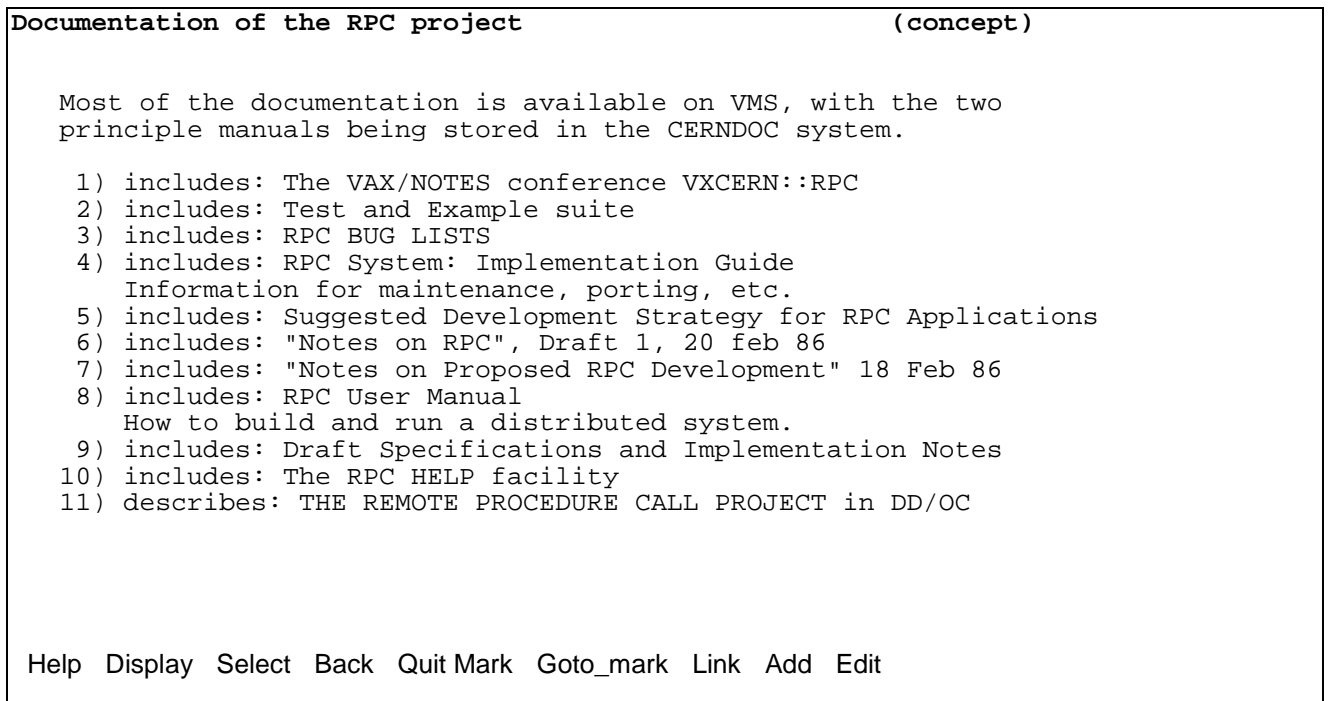 Documentation of the RPC project (concept)
Most of the documentation is available on VMS, with the two
principle manuals being stored in the CERNDOC system.
1) includes: The VAX/NOTES conference VXCERN::RPC
2) includes: Test and Example suite
3) includes: RPC BUG LISTS
4) includes: RPC System: Implementation Guide
Information for maintenance, porting, etc.
5) includes: Suggested Development Strategy for RPC Applications
6) includes: "Notes on RPC", Draft 1, 20 feb 86
7) includes: "Notes on Proposed RPC Development" 18 Feb 86
8) includes: RPC User Manual
How to build and run a distributed system.
9) includes: Draft Specifications and Implementation Notes
10) includes: The RPC HELP facility
11) describes: THE REMOTE PROCEDURE CALL PROJECT in DD/OC
Help Display Select Back Quit Mark Goto_mark Link Add Edit